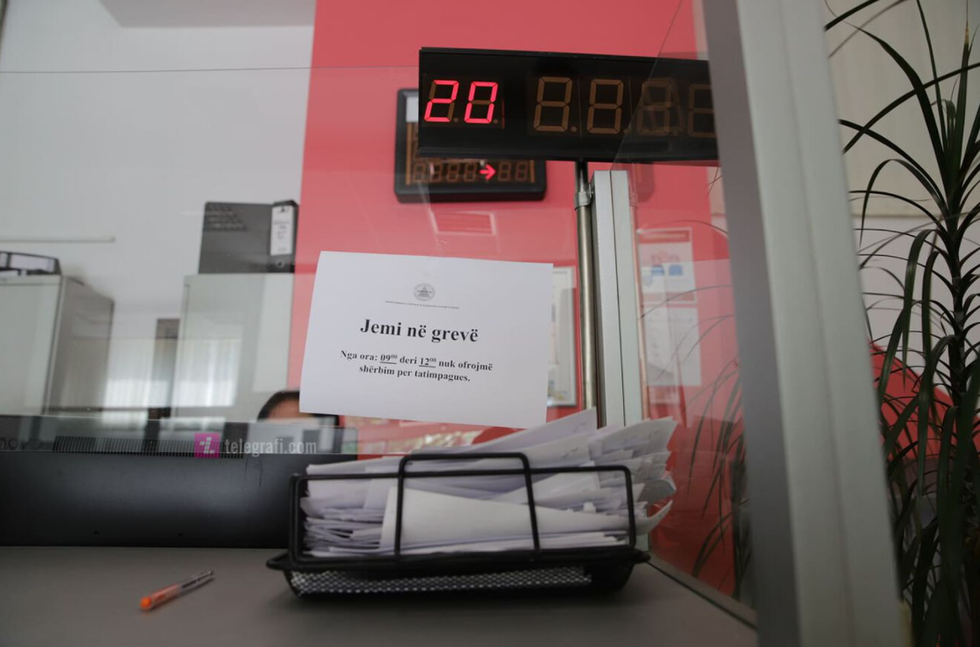 20
Jemi në grevë
Nga ora: 09⁰⁰ deri 12⁰⁰ nuk ofrojmë
shërbim per tatimpagues.
telegrafi.com